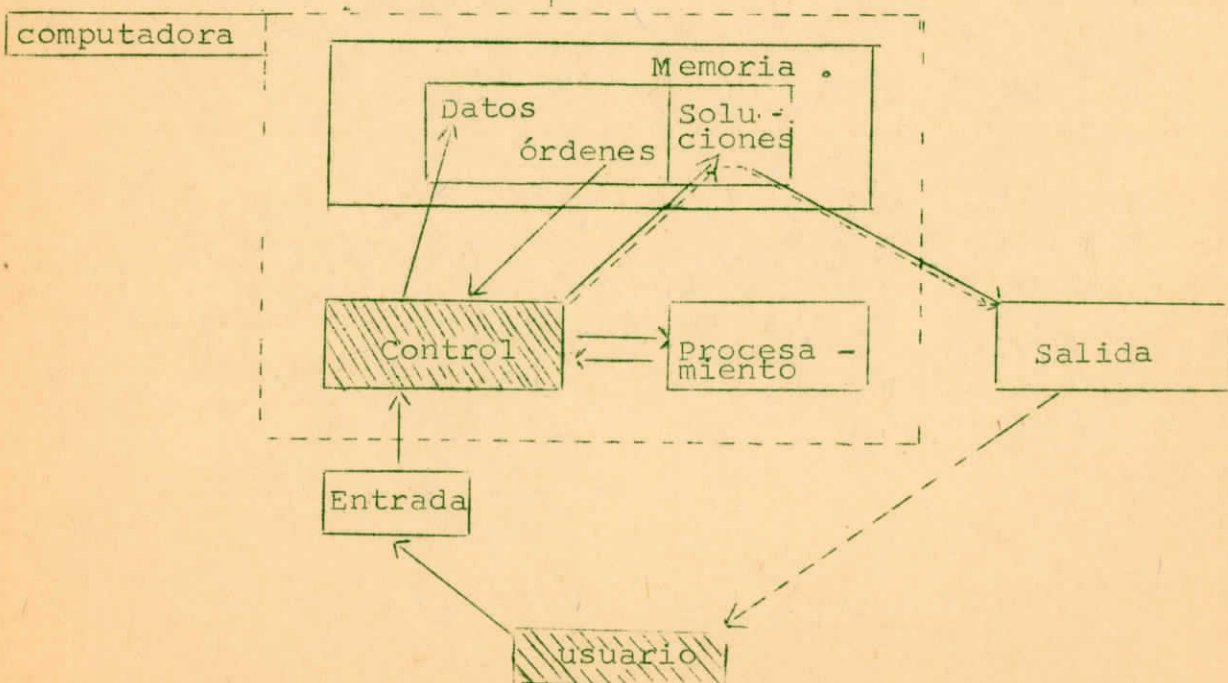 computadora
Memoria .
Datos
Solu -
ciones
órdenes
Control
Procesa -
miento
Salida
Entrada
usuario